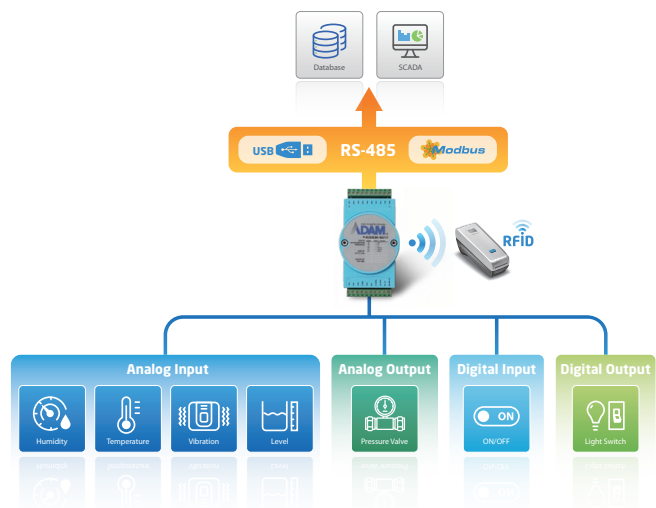 Database
SCADA
USB
RS-485
Modbus
ADAM
RFID
Analog Input
Analog Output
Digital Input
Digital Output
Humidity
Temperature
Vibration
Level
Pressure Valve
ON
ON/OFF
Light Switch